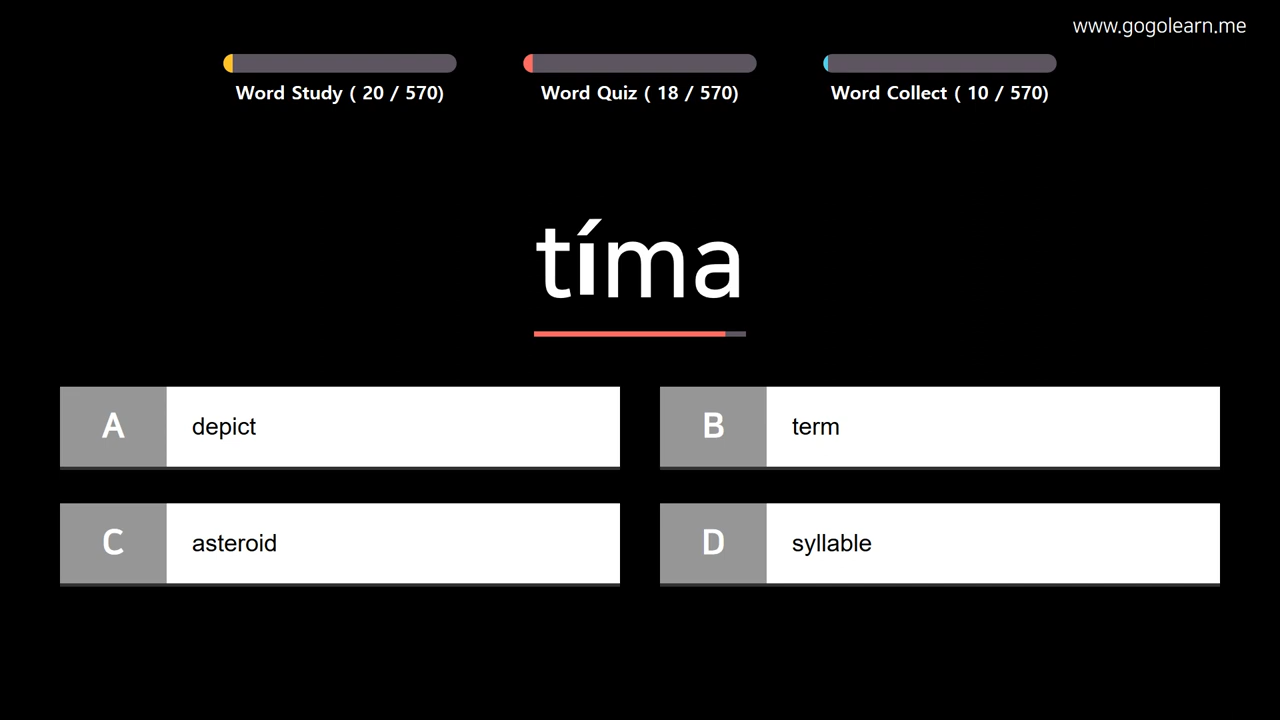 www.gogolearn.me
Word Study ( 20 / 570)
Word Quiz ( 18 / 570)
Word Collect ( 10 / 570)
tíma
A depict
B term
C asteroid
D syllable